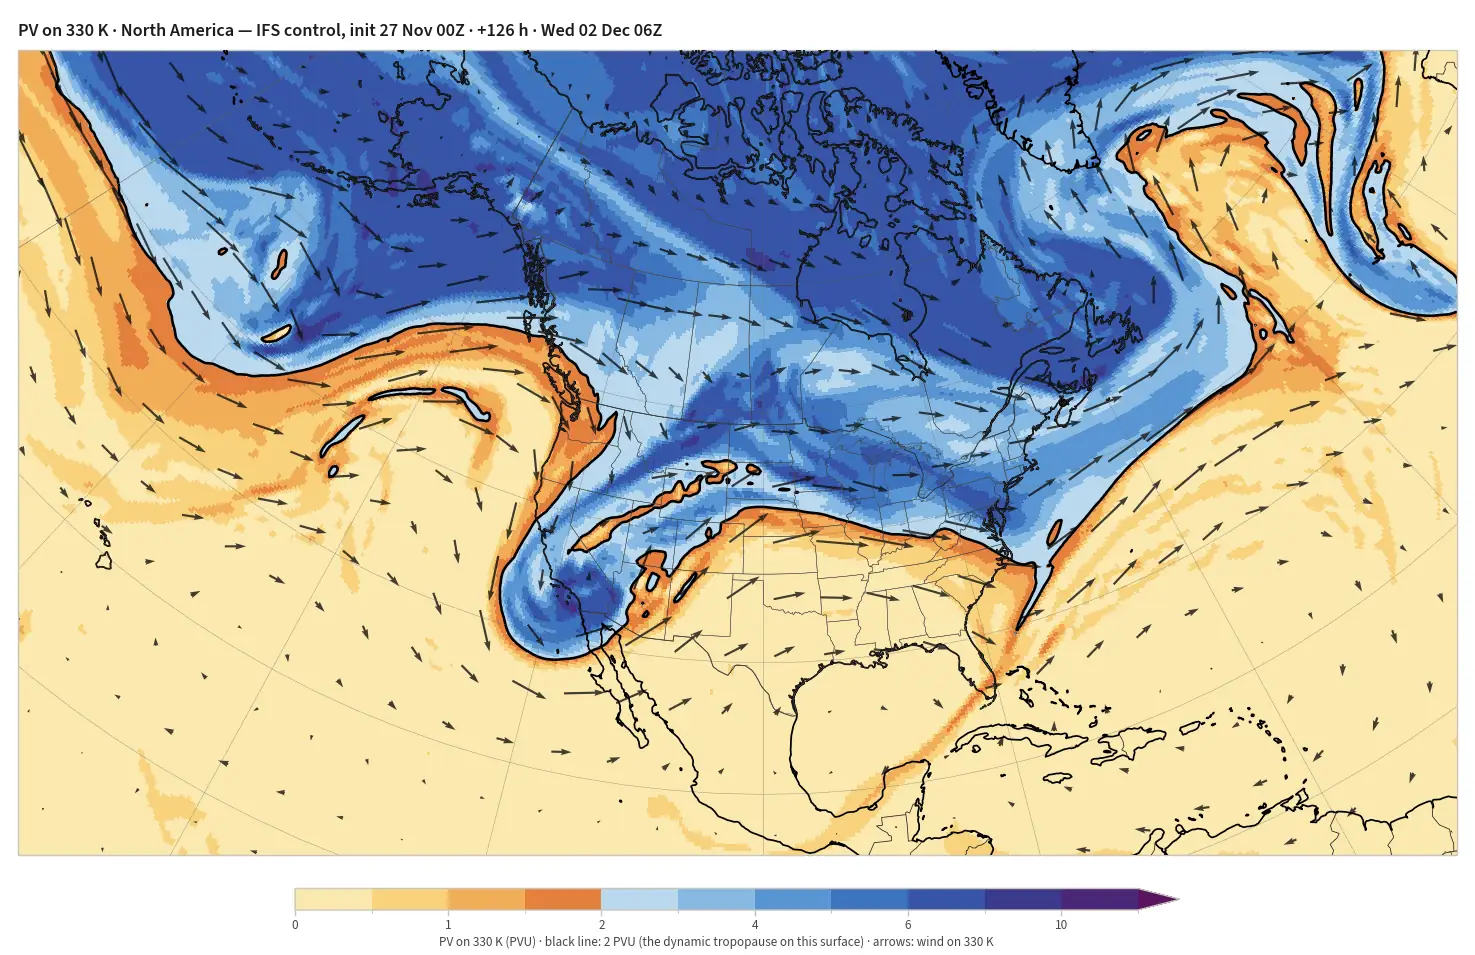 PV on 330 K · North America — IFS control, init 27 Nov 00Z · +126 h · Wed 02 Dec 06Z
0 1 2 4 6 10
PV on 330 K (PVU) · black line: 2 PVU (the dynamic tropopause on this surface) · arrows: wind on 330 K